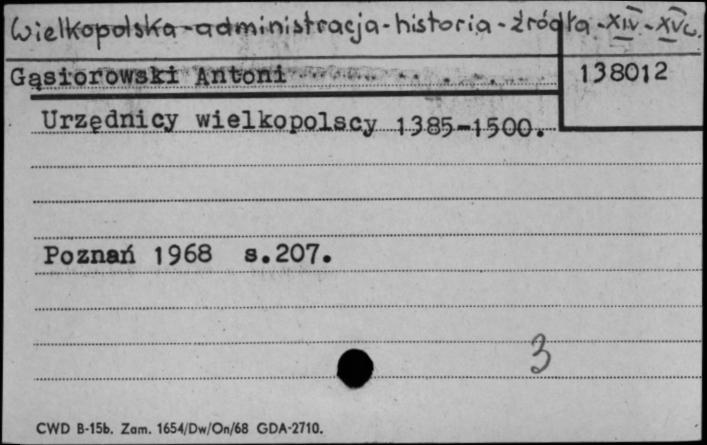 Wielkopolska-administracja-historia-źródła-XIV-XVw.
Gąsiorowski Antoni
138012
Urzędnicy wielkopolscy 1385-1500.
Poznań 1968 s.207.
3
CWD B-15b. Zam. 1654/Dw/On/68 GDA-2710.